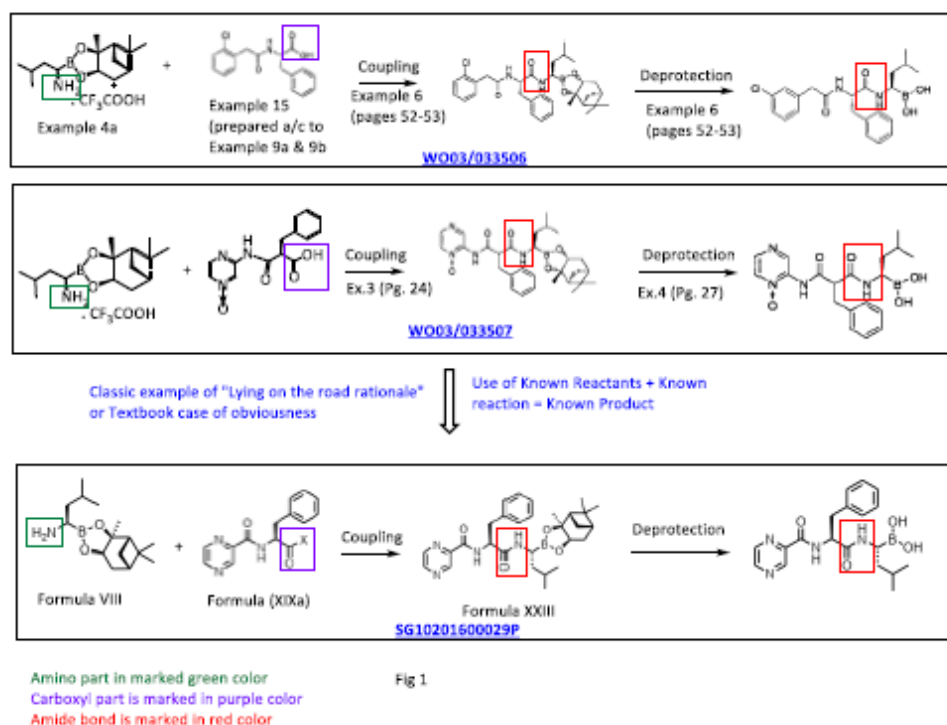 Coupling
Deprotection
Example 4a
Example 15
(prepared a/c to
Example 9a & 9b
Example 6
(pages 52-53)
Example 6
(pages 52-53)
WO03/033506
. CF₃COOH
+
Coupling
Deprotection
. CF₃COOH
Ex.3 (Pg. 24)
Ex.4 (Pg. 27)
WO03/033507
Classic example of "Lying on the road rationale"
or Textbook case of obviousness
Use of Known Reactants + Known
reaction = Known Product
+
Coupling
Deprotection
Formula VIII
Formula (XIXa)
Formula XXIII
SG10201600029P
Amino part in marked green color
Carboxyl part is marked in purple color
Amide bond is marked in red color
Fig 1